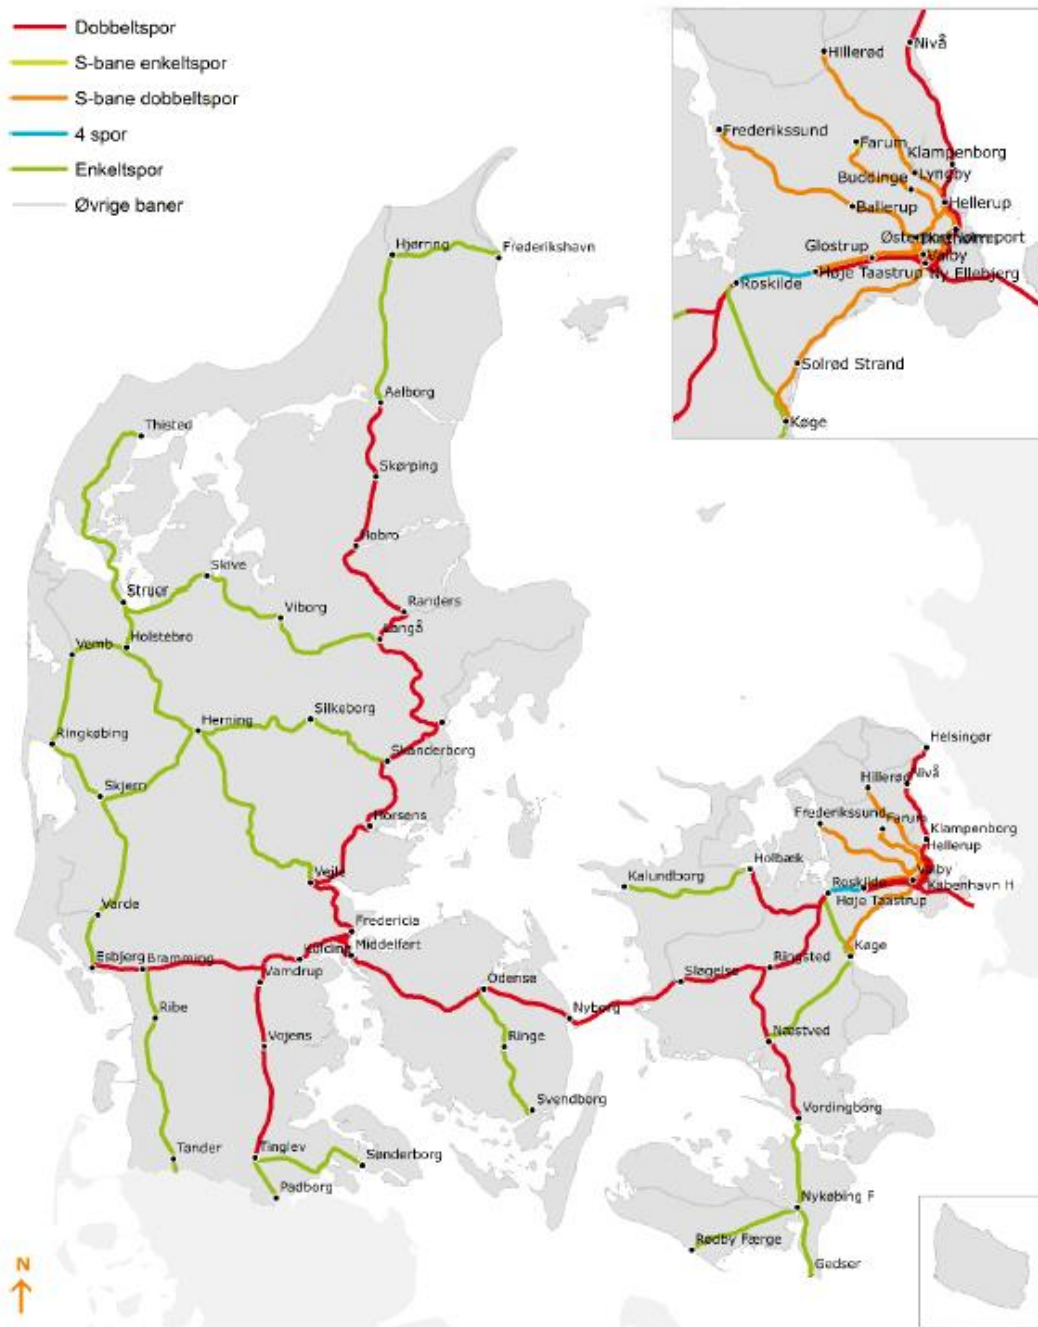 Dobbeltspor
S-bane enkeltspor
S-bane dobbeltspor
4 spor
Enkeltspor
Øvrige baner
Hillerød
Nivå
Frederikssund
Farum
Klampenborg
Buddinge
Lyngby
Ballerup
Hellerup
Glostrup
Valby
Høje Taastrup
Ny Ellebjerg
Roskilde
Solrød Strand
Køge
Hjørring
Frederikshavn
Aalborg
Thisted
Skørping
Hobro
Skive
Struer
Randers
Viborg
Langå
Holstebro
Vemb
Silkeborg
Herning
Ringkøbing
Skanderborg
Skjern
Horsens
Vejle
Varde
Fredericia
Middelfart
Kolding
Esbjerg
Bramming
Vamdrup
Odense
Nyborg
Ribe
Vojens
Ringe
Svendborg
Tønder
Tinglev
Sønderborg
Padborg
Helsingør
Hillerød
Nivå
Frederikssund
Farum
Klampenborg
Hellerup
Holbæk
Valby
Kalundborg
Roskilde
København H
Høje Taastrup
Køge
Ringsted
Sløgelse
Næstved
Vordingborg
Nykøbing F
Rødby Færge
Gedser
N